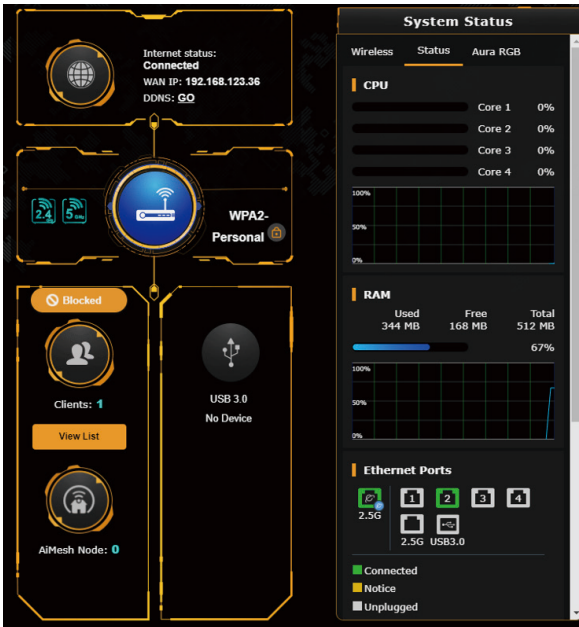 Internet status:
Connected
WAN IP: 192.168.123.36
DDNS: GO
2.4
5 GHz
WPA2-
Personal
Blocked
Clients: 1
View List
AiMesh Node: 0
USB 3.0
No Device
System Status
Wireless Status Aura RGB
CPU
Core 1 0%
Core 2 0%
Core 3 0%
Core 4 0%
100%
50%
0%
RAM
Used Free Total
344 MB 168 MB 512 MB
67%
100%
50%
0%
Ethernet Ports
1 2 3 4
2.5G
2.5G USB3.0
Connected
Notice
Unplugged